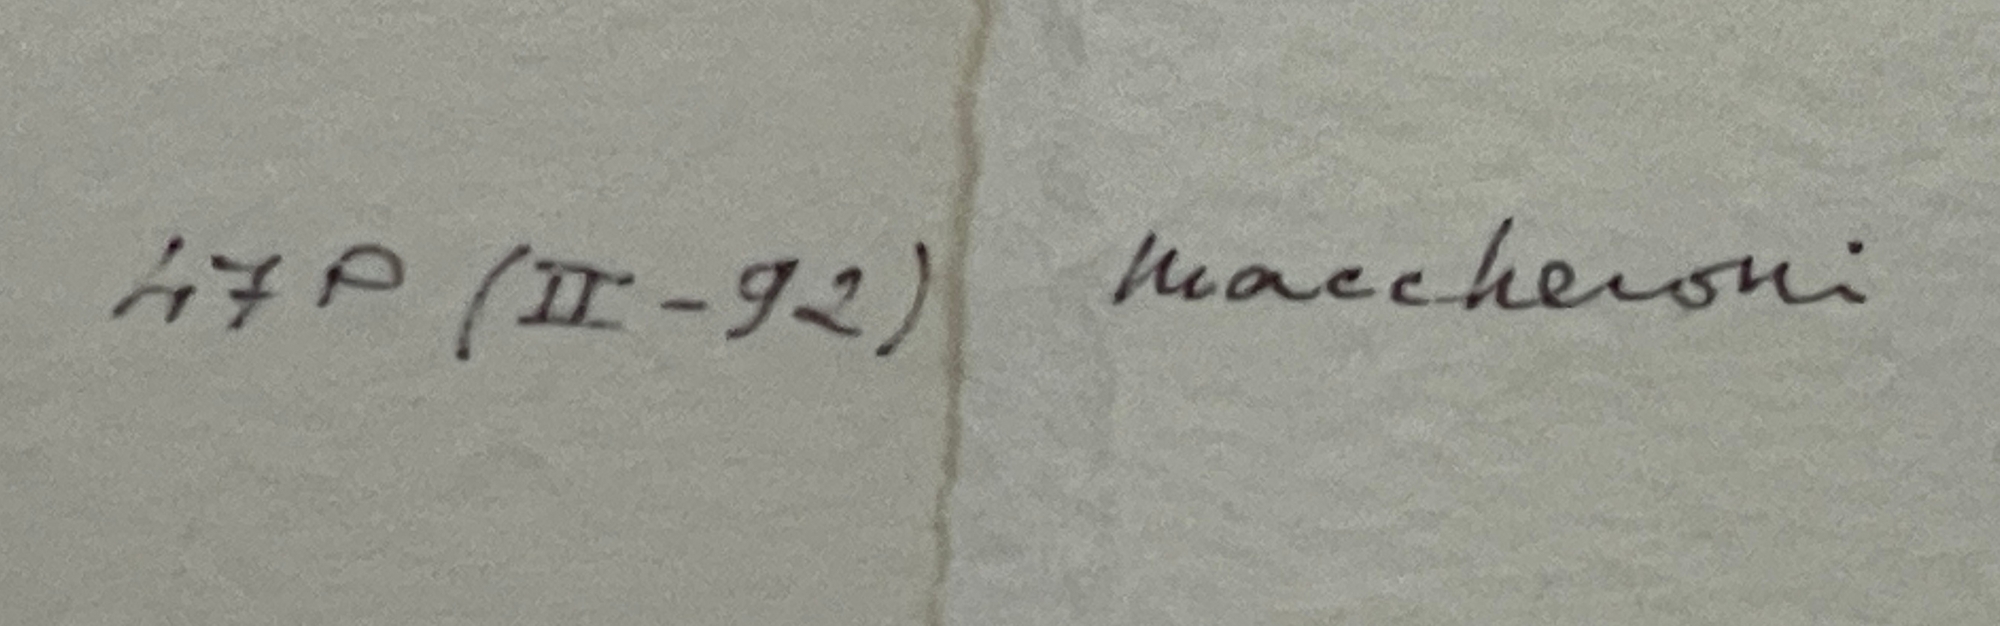 47P (II-92) Maccheroni